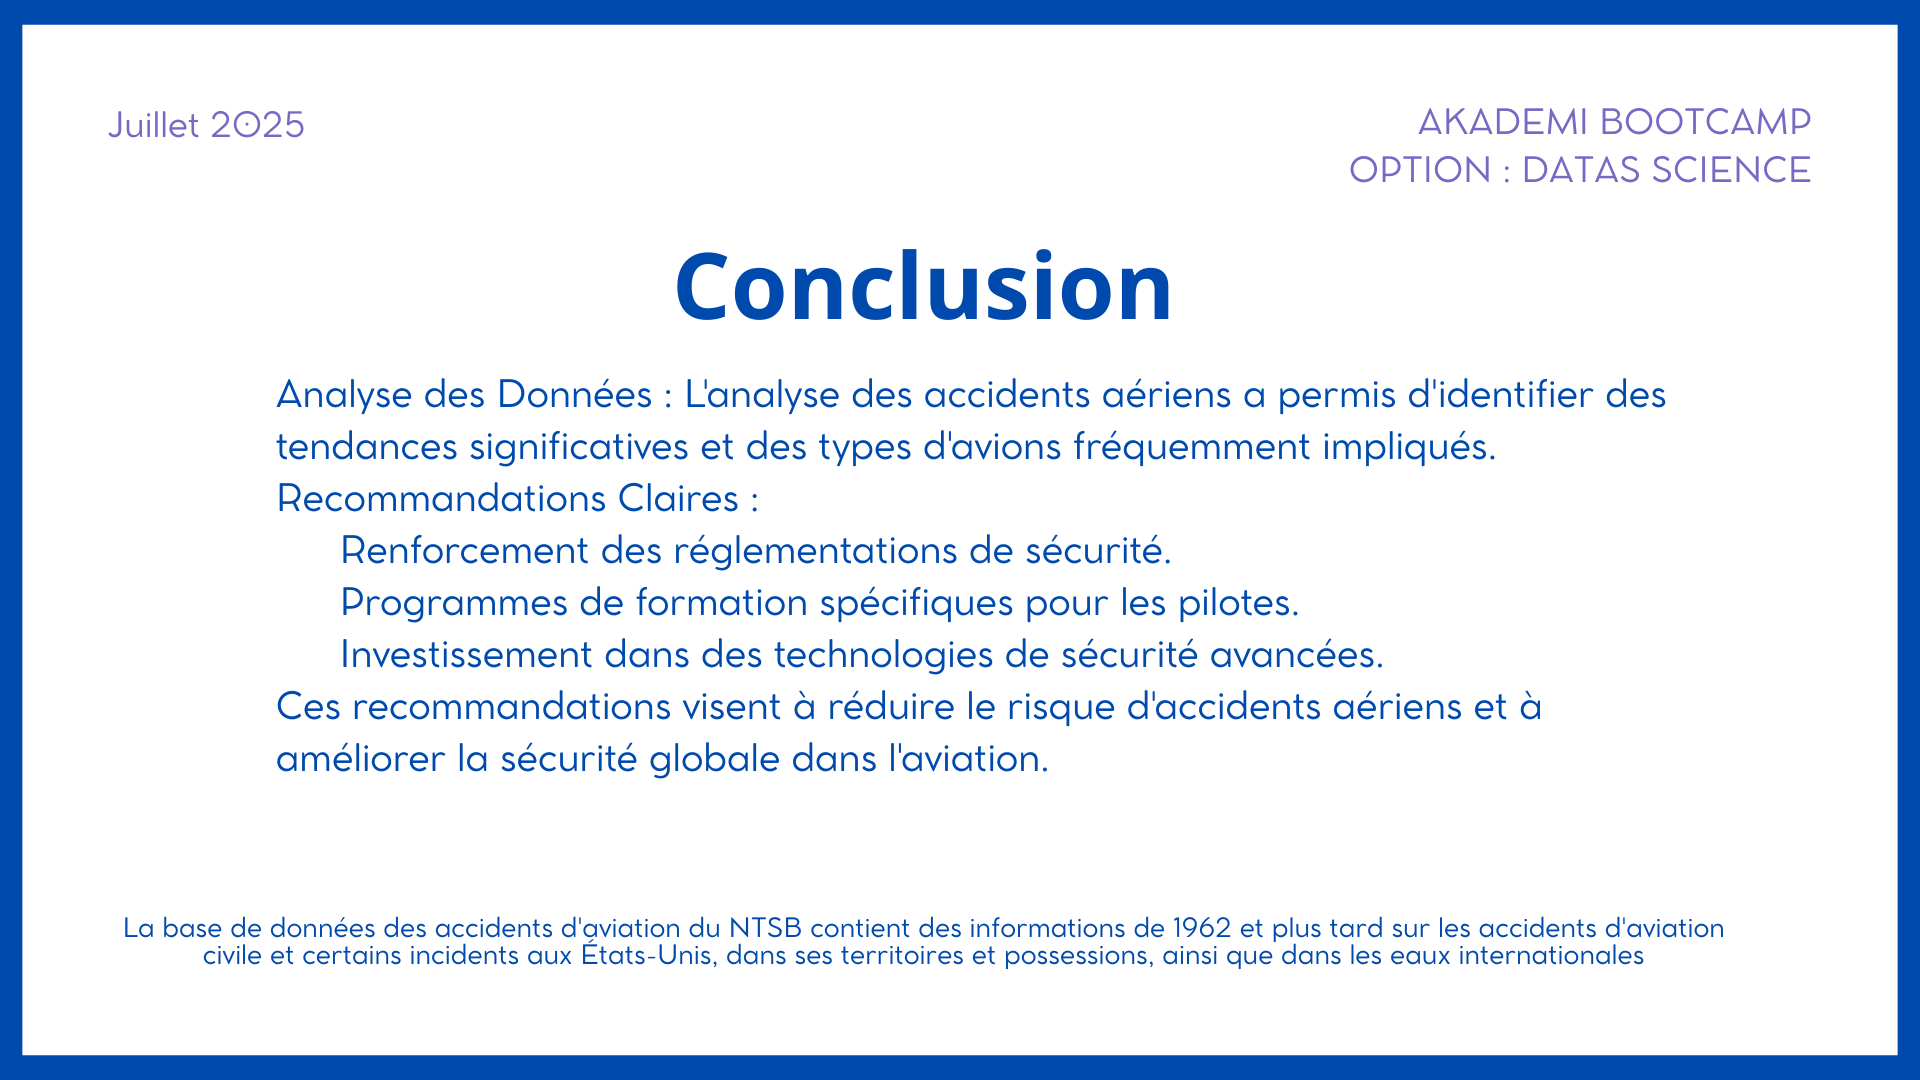 Juillet 2025
AKADEMI BOOTCAMP
OPTION : DATAS SCIENCE
Conclusion
Analyse des Données : L'analyse des accidents aériens a permis d'identifier des
tendances significatives et des types d'avions fréquemment impliqués.
Recommandations Claires :
Renforcement des réglementations de sécurité.
Programmes de formation spécifiques pour les pilotes.
Investissement dans des technologies de sécurité avancées.
Ces recommandations visent à réduire le risque d'accidents aériens et à
améliorer la sécurité globale dans l'aviation.
La base de données des accidents d'aviation du NTSB contient des informations de 1962 et plus tard sur les accidents d'aviation
civile et certains incidents aux États-Unis, dans ses territoires et possessions, ainsi que dans les eaux internationales